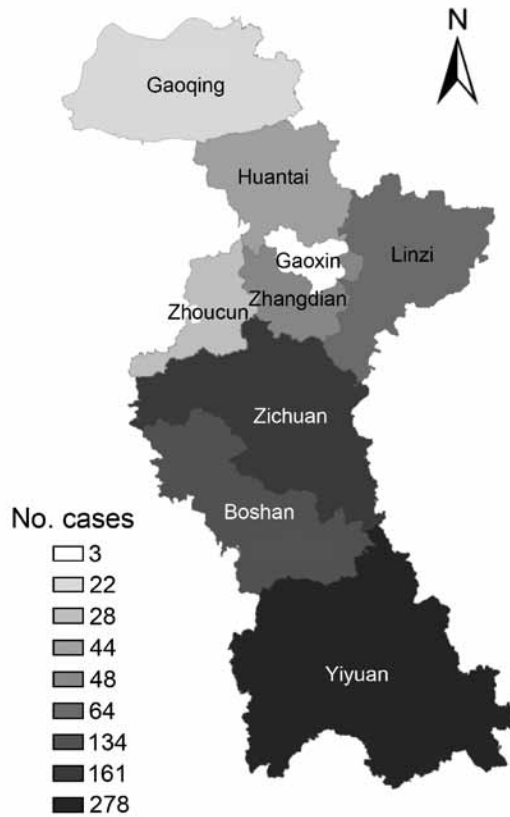 N
Gaoqing
Huantai
Gaoxin
Linzi
Zhangdian
Zhoucun
Zichuan
Boshan
Yiyuan
No. cases
3
22
28
44
48
64
134
161
278